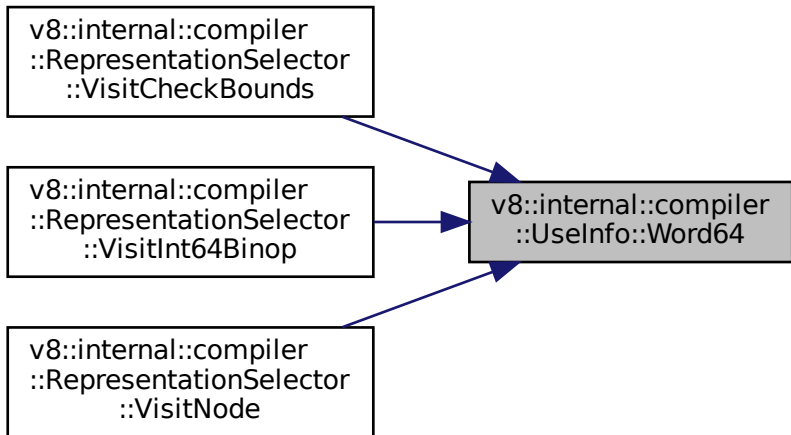 v8::internal::compiler
::RepresentationSelector
::VisitCheckBounds
v8::internal::compiler
::RepresentationSelector
::VisitInt64Binop
v8::internal::compiler
::UseInfo::Word64
v8::internal::compiler
::RepresentationSelector
::VisitNode